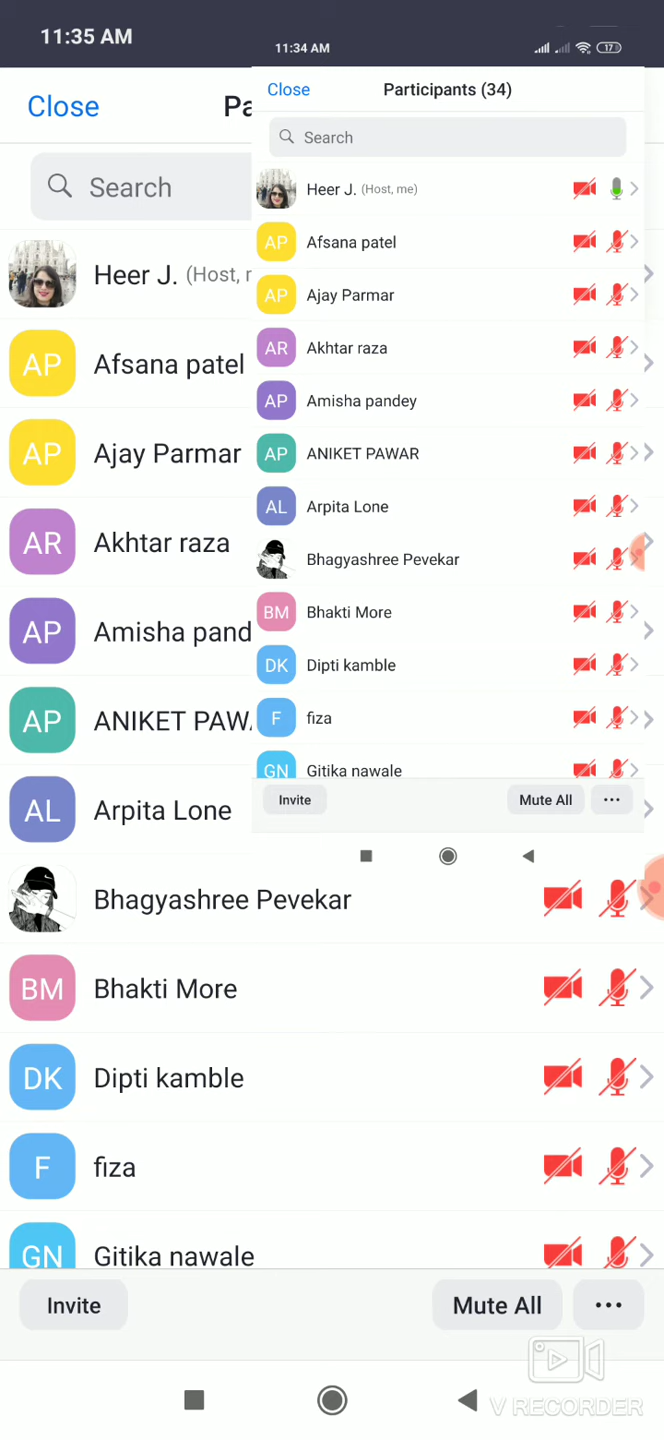 11:35 AM
Close
Pa
Search
Heer J. (Host, r
AP Afsana patel
AP Ajay Parmar
AR Akhtar raza
AP Amisha pand
AP ANIKET PAW
AL Arpita Lone
Bhagyashree Pevekar
BM Bhakti More
DK Dipti kamble
F fiza
GN Gitika nawale
Invite
Mute All
11:34 AM
17
Close
Participants (34)
Search
Heer J. (Host, me)
AP Afsana patel
AP Ajay Parmar
AR Akhtar raza
AP Amisha pandey
AP ANIKET PAWAR
AL Arpita Lone
Bhagyashree Pevekar
BM Bhakti More
DK Dipti kamble
F fiza
GN Gitika nawale
Invite
Mute All
V RECORDER